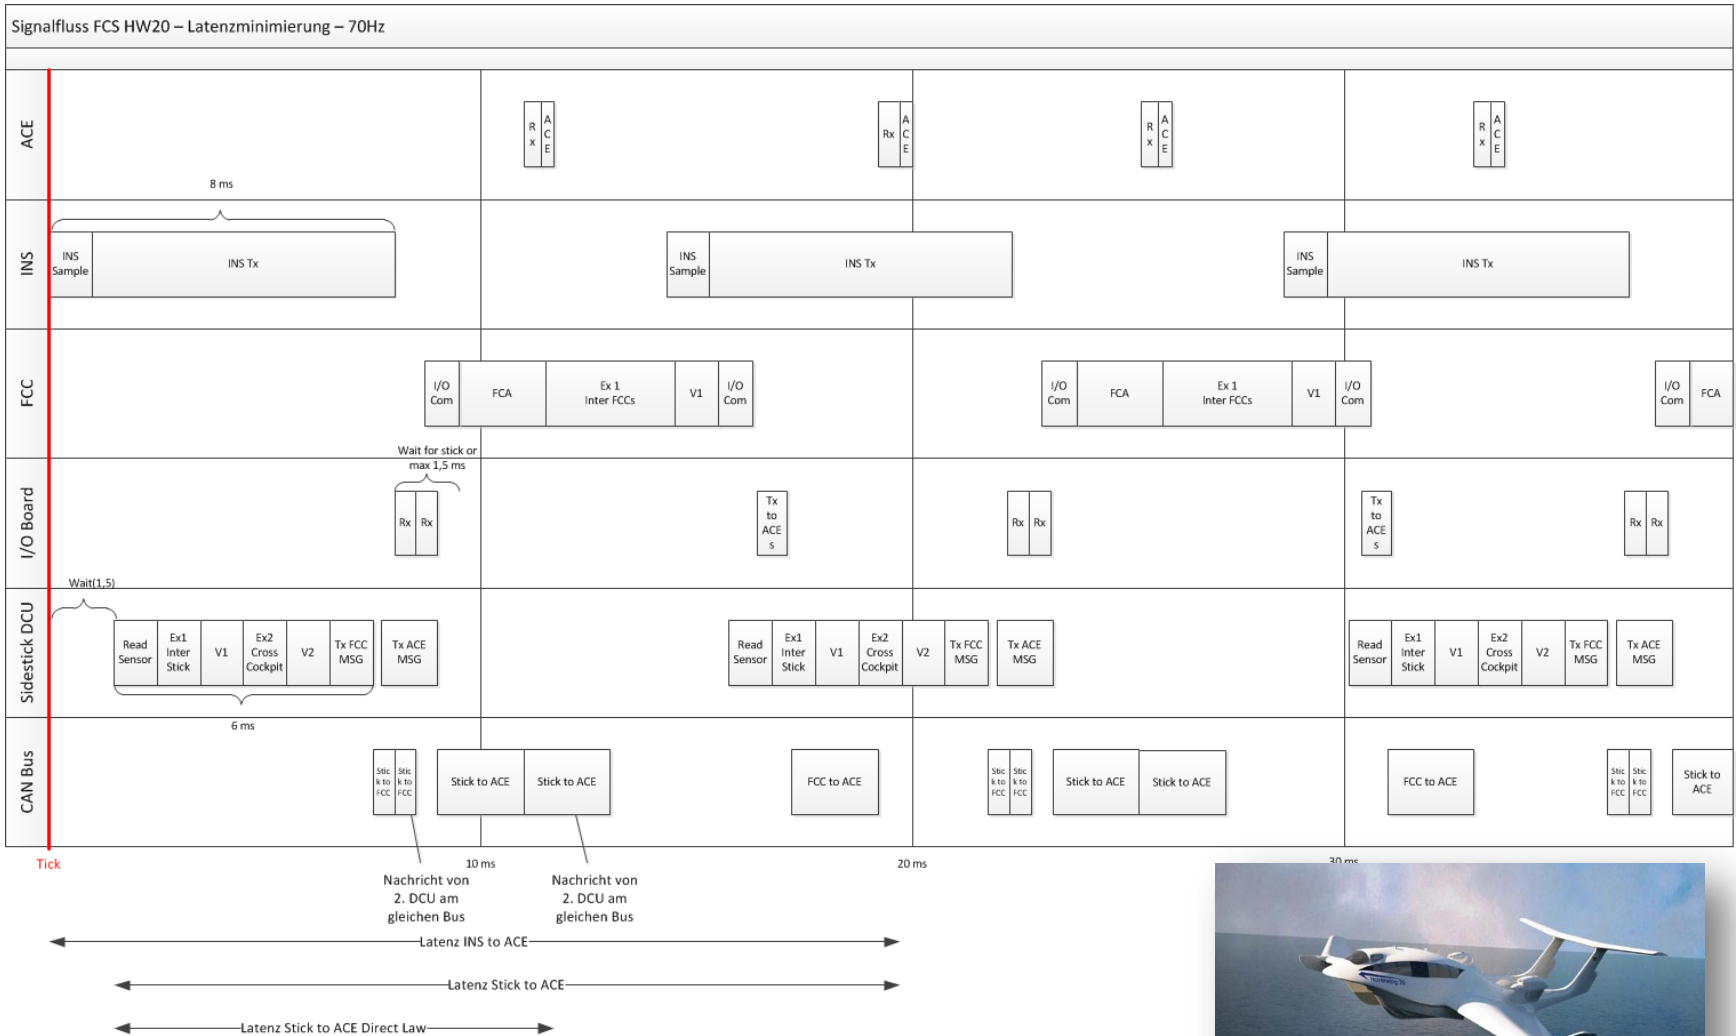 Signalfluss FCS HW20 – Latenzminimierung – 70Hz
ACE
R
x
A
C
E
Rx
A
C
E
R
x
A
C
E
R
x
A
C
E
8 ms
INS
INS
Sample
INS Tx
INS
Sample
INS Tx
INS
Sample
INS Tx
FCC
I/O
Com
FCA
Ex 1
Inter FCCs
V1
I/O
Com
I/O
Com
FCA
Ex 1
Inter FCCs
V1
I/O
Com
I/O
Com
FCA
Wait for stick or
max 1,5 ms
I/O Board
Rx
Rx
Tx
to
ACE
s
Rx
Rx
Tx
to
ACE
s
Rx
Rx
Wait(1,5)
Sidestick DCU
Read
Sensor
Ex1
Inter
Stick
V1
Ex2
Cross
Cockpit
V2
Tx FCC
MSG
Tx ACE
MSG
Read
Sensor
Ex1
Inter
Stick
V1
Ex2
Cross
Cockpit
V2
Tx FCC
MSG
Tx ACE
MSG
Read
Sensor
Ex1
Inter
Stick
V1
Ex2
Cross
Cockpit
V2
Tx FCC
MSG
Tx ACE
MSG
6 ms
CAN Bus
Stic
k to
FCC
Stic
k to
FCC
Stick to ACE
Stick to ACE
FCC to ACE
Stic
k to
FCC
Stic
k to
FCC
Stick to ACE
Stick to ACE
FCC to ACE
Stic
k to
FCC
Stic
k to
FCC
Stick to
ACE
Tick
10 ms
20 ms
30 ms
Nachricht von
2. DCU am
gleichen Bus
Nachricht von
2. DCU am
gleichen Bus
Latenz INS to ACE
Latenz Stick to ACE
Latenz Stick to ACE Direct Law